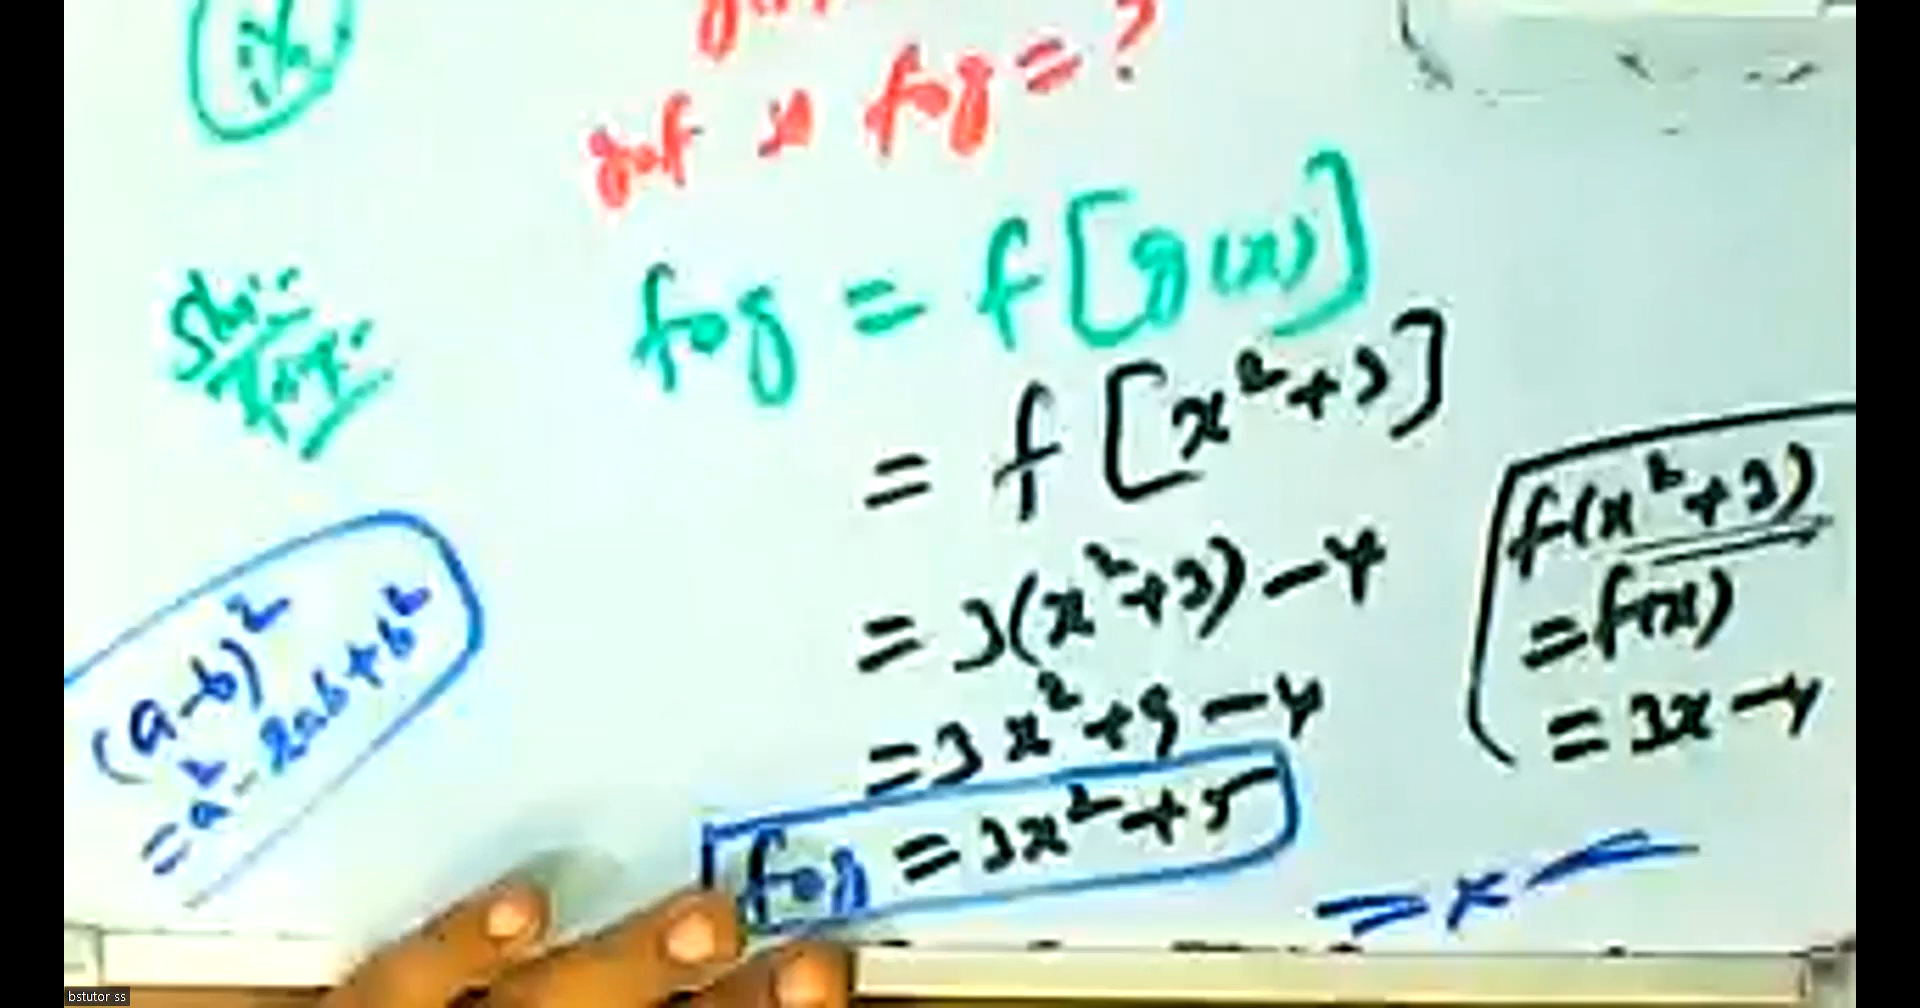 gof & fog = ?
fog = f[g(x)]
= f[x²+3]
= 3(x²+3)-4
= 3x²+9-4
fog = 3x²+5
f(x²+3)
= f(x)
= 3x-4
(a-b)²
= a²-2ab+b²
bstutor ss